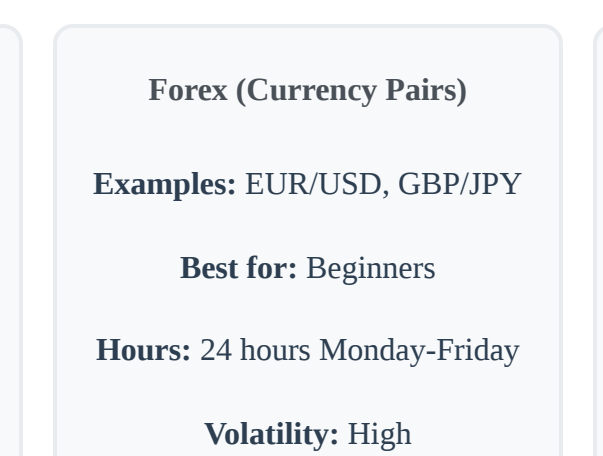 Forex (Currency Pairs)
Examples: EUR/USD, GBP/JPY
Best for: Beginners
Hours: 24 hours Monday-Friday
Volatility: High